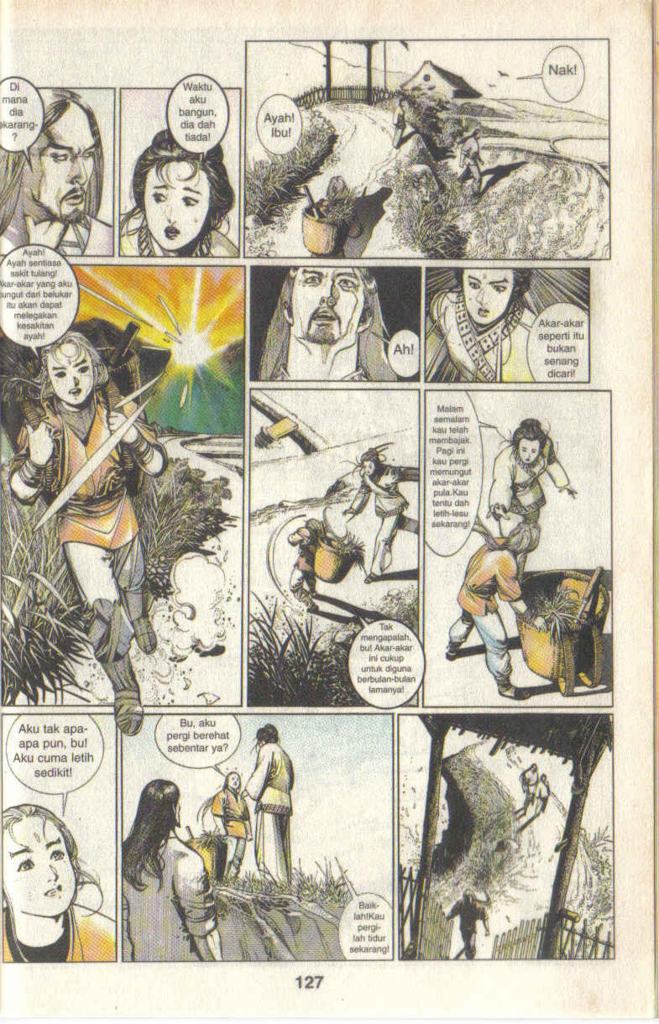 Di
mana
dia
karang-
?
Waktu
aku
bangun,
dia dah
tiada!
Ayah!
Ibu!
Nak!
Ayah!
Ayah sentiasa
sakit tulang!
Akar-akar yang aku
ungut dari belukar
itu akan dapat
melegakan
kesakitan
ayah!
Ah!
Akar-akar
seperti itu
bukan
senang
dicari!
Malam
semalam
kau telah
membajak.
Pagi ini
kau pergi
memungut
akar-akar
pula.Kau
tentu dah
letih-lesu
sekarang!
Tak
mengapalah,
bu! Akar-akar
ini cukup
untuk diguna
berbulan-bulan
lamanya!
Aku tak apa-
apa pun, bu!
Aku cuma letih
sedikit!
Bu, aku
pergi berehat
sebentar ya?
Baik-
lah!Kau
pergi-
lah tidur
sekarang!
127